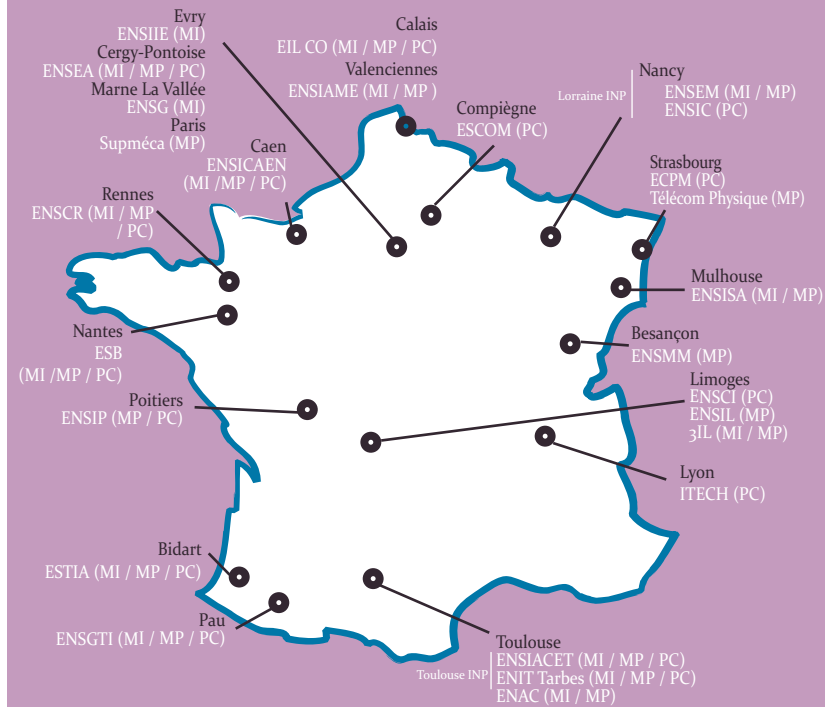 Evry
ENSIIE (MI)
Cergy-Pontoise
ENSEA (MI / MP / PC)
Marne La Vallée
ENSG (MI)
Paris
Supméca (MP)
Calais
EIL CO (MI / MP / PC)
Valenciennes
ENSIAME (MI / MP )
Compiègne
ESCOM (PC)
Nancy
Lorraine INP
ENSEM (MI / MP)
ENSIC (PC)
Caen
ENSICAEN
(MI /MP / PC)
Strasbourg
ECPM (PC)
Télécom Physique (MP)
Rennes
ENSCR (MI / MP
/ PC)
Mulhouse
ENSISA (MI / MP)
Nantes
ESB
(MI /MP / PC)
Besançon
ENSMM (MP)
Poitiers
ENSIP (MP / PC)
Limoges
ENSCI (PC)
ENSIL (MP)
3IL (MI / MP)
Lyon
ITECH (PC)
Bidart
ESTIA (MI / MP / PC)
Pau
ENSGTI (MI / MP / PC)
Toulouse
Toulouse INP
ENSIACET (MI / MP / PC)
ENIT Tarbes (MI / MP / PC)
ENAC (MI / MP)